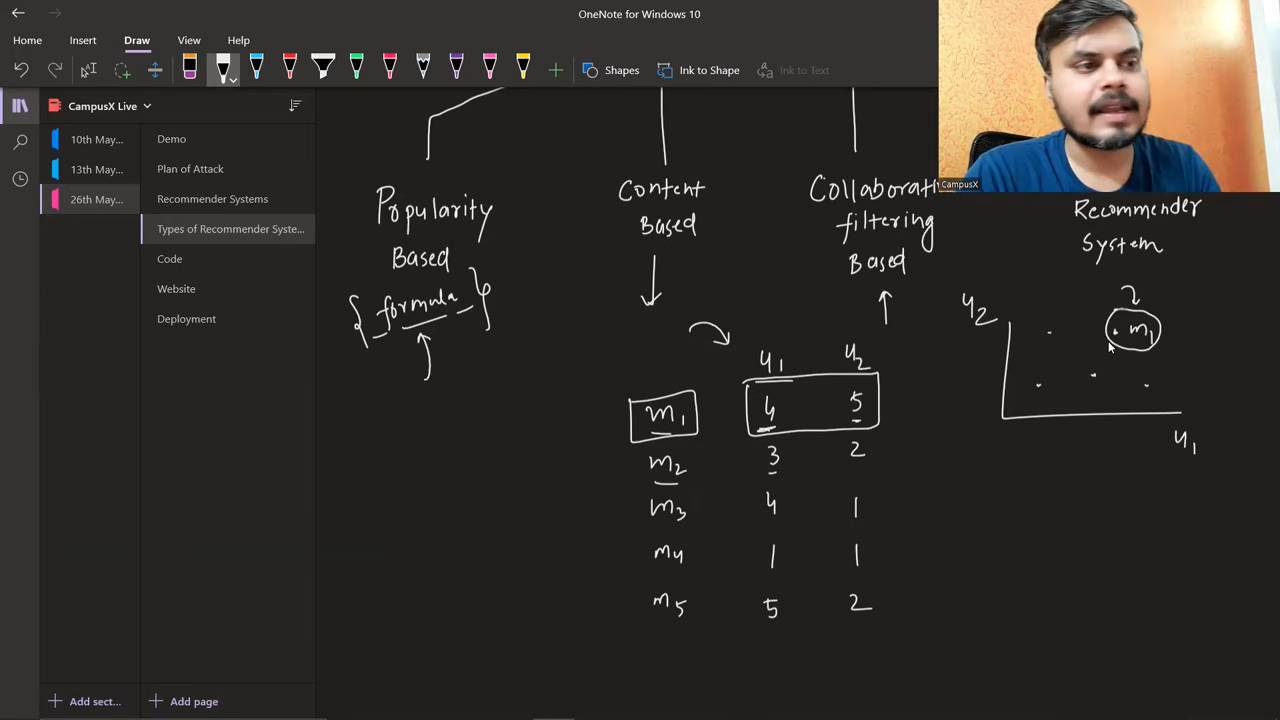 OneNote for Windows 10
Home Insert Draw View Help
Shapes Ink to Shape Ink to Text
CampusX Live
10th May...
13th May...
26th May...
Demo
Plan of Attack
Recommender Systems
Types of Recommender Syste...
Code
Website
Deployment
Add sect... Add page
CampusX
Popularity
Based
{ formula }
Content
Based
Collaborati
filtering
Based
Recommender
System
u1 u2
m1 4 5
m2 3 2
m3 4 1
m4 1 1
m5 5 2
u2
2
m1
u1